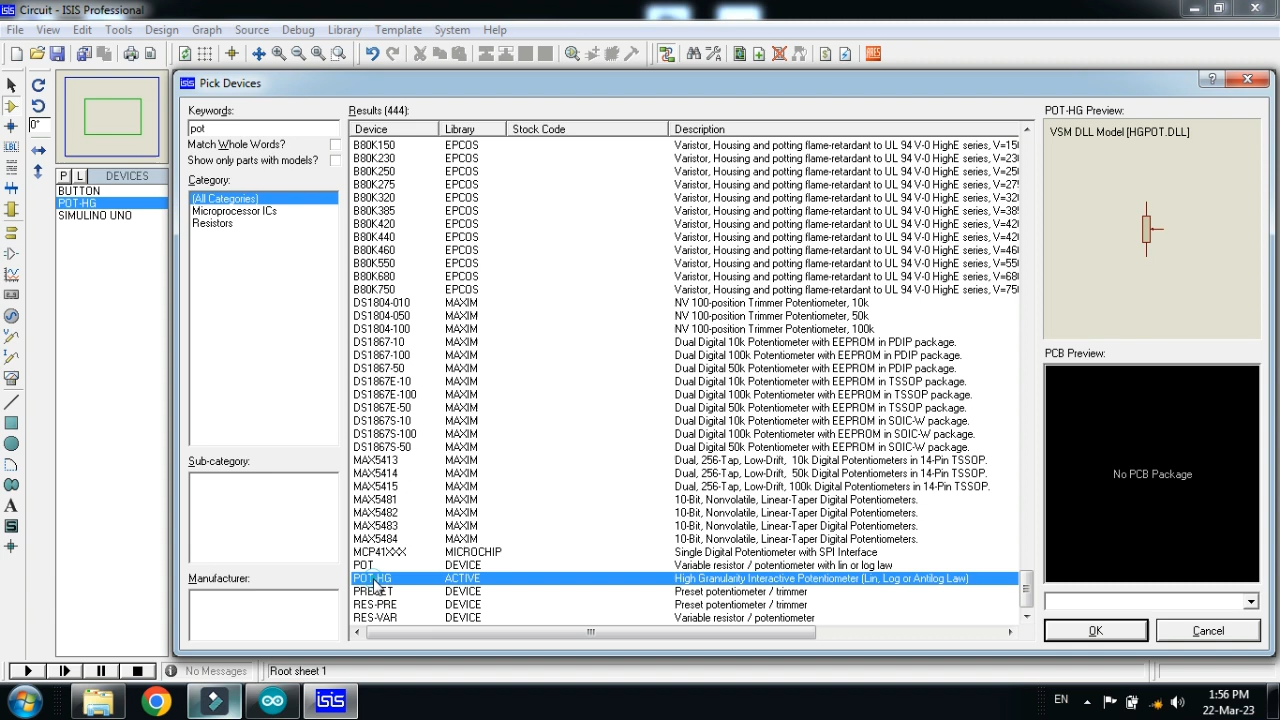 Circuit - ISIS Professional
File View Edit Tools Design Graph Source Debug Library Template System Help
Pick Devices
Keywords:
pot
Match Whole Words?
Show only parts with models?
Category:
(All Categories)
Microprocessor ICs
Resistors
Sub-category:
Manufacturer:
0°
LBL
A
ARES
P L DEVICES
BUTTON
POT-HG
SIMULINO UNO
Results (444):
Device Library Stock Code Description
B80K150 EPCOS Varistor, Housing and potting flame-retardant to UL 94 V-0 HighE series, V=150
B80K230 EPCOS Varistor, Housing and potting flame-retardant to UL 94 V-0 HighE series, V=230
B80K250 EPCOS Varistor, Housing and potting flame-retardant to UL 94 V-0 HighE series, V=250
B80K275 EPCOS Varistor, Housing and potting flame-retardant to UL 94 V-0 HighE series, V=275
B80K320 EPCOS Varistor, Housing and potting flame-retardant to UL 94 V-0 HighE series, V=320
B80K385 EPCOS Varistor, Housing and potting flame-retardant to UL 94 V-0 HighE series, V=385
B80K420 EPCOS Varistor, Housing and potting flame-retardant to UL 94 V-0 HighE series, V=420
B80K440 EPCOS Varistor, Housing and potting flame-retardant to UL 94 V-0 HighE series, V=440
B80K460 EPCOS Varistor, Housing and potting flame-retardant to UL 94 V-0 HighE series, V=460
B80K550 EPCOS Varistor, Housing and potting flame-retardant to UL 94 V-0 HighE series, V=550
B80K680 EPCOS Varistor, Housing and potting flame-retardant to UL 94 V-0 HighE series, V=680
B80K750 EPCOS Varistor, Housing and potting flame-retardant to UL 94 V-0 HighE series, V=750
DS1804-010 MAXIM NV 100-position Trimmer Potentiometer, 10k
DS1804-050 MAXIM NV 100-position Trimmer Potentiometer, 50k
DS1804-100 MAXIM NV 100-position Trimmer Potentiometer, 100k
DS1867-10 MAXIM Dual Digital 10k Potentiometer with EEPROM in PDIP package.
DS1867-100 MAXIM Dual Digital 100k Potentiometer with EEPROM in PDIP package.
DS1867-50 MAXIM Dual Digital 50k Potentiometer with EEPROM in PDIP package.
DS1867E-10 MAXIM Dual Digital 10k Potentiometer with EEPROM in TSSOP package.
DS1867E-100 MAXIM Dual Digital 100k Potentiometer with EEPROM in TSSOP package.
DS1867E-50 MAXIM Dual Digital 50k Potentiometer with EEPROM in TSSOP package.
DS1867S-10 MAXIM Dual Digital 10k Potentiometer with EEPROM in SOIC-W package.
DS1867S-100 MAXIM Dual Digital 100k Potentiometer with EEPROM in SOIC-W package.
DS1867S-50 MAXIM Dual Digital 50k Potentiometer with EEPROM in SOIC-W package.
MAX5413 MAXIM Dual, 256-Tap, Low-Drift, 10k Digital Potentiometers in 14-Pin TSSOP.
MAX5414 MAXIM Dual, 256-Tap, Low-Drift, 50k Digital Potentiometers in 14-Pin TSSOP.
MAX5415 MAXIM Dual, 256-Tap, Low-Drift, 100k Digital Potentiometers in 14-Pin TSSOP.
MAX5481 MAXIM 10-Bit, Nonvolatile, Linear-Taper Digital Potentiometers.
MAX5482 MAXIM 10-Bit, Nonvolatile, Linear-Taper Digital Potentiometers.
MAX5483 MAXIM 10-Bit, Nonvolatile, Linear-Taper Digital Potentiometers.
MAX5484 MAXIM 10-Bit, Nonvolatile, Linear-Taper Digital Potentiometers.
MCP41XXX MICROCHIP Single Digital Potentiometer with SPI Interface
POT DEVICE Variable resistor / potentiometer with lin or log law
POT-HG ACTIVE High Granularity Interactive Potentiometer (Lin, Log or Antilog Law)
PRESET DEVICE Preset potentiometer / trimmer
RES-PRE DEVICE Preset potentiometer / trimmer
RES-VAR DEVICE Variable resistor / potentiometer
POT-HG Preview:
VSM DLL Model [HGPOT.DLL]
PCB Preview:
No PCB Package
OK Cancel
No Messages Root sheet 1
isis
EN
1:56 PM
22-Mar-23